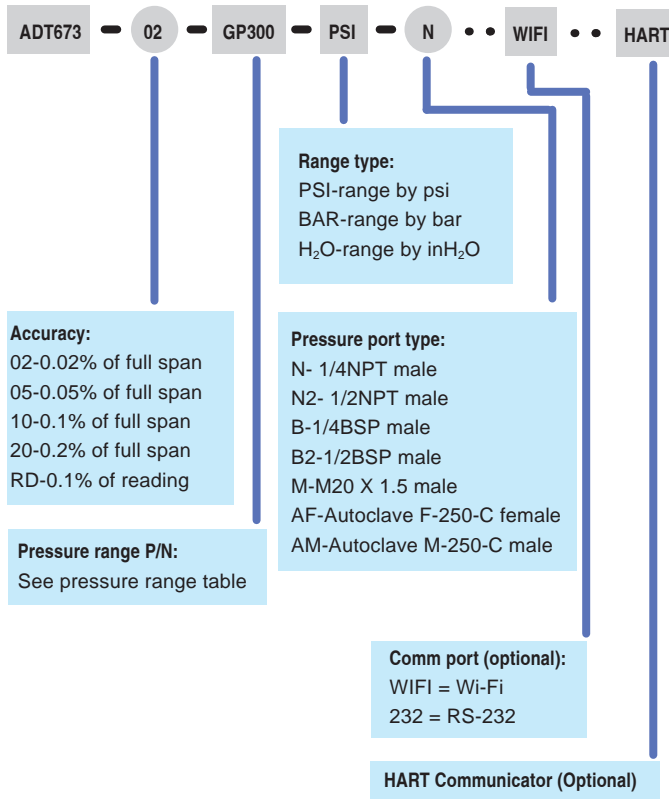 ADT673 – 02 – GP300 – PSI – N •• WIFI •• HART
Range type:
PSI-range by psi
BAR-range by bar
H₂O-range by inH₂O
Accuracy:
02-0.02% of full span
05-0.05% of full span
10-0.1% of full span
20-0.2% of full span
RD-0.1% of reading
Pressure port type:
N- 1/4NPT male
N2- 1/2NPT male
B-1/4BSP male
B2-1/2BSP male
M-M20 X 1.5 male
AF-Autoclave F-250-C female
AM-Autoclave M-250-C male
Pressure range P/N:
See pressure range table
Comm port (optional):
WIFI = Wi-Fi
232 = RS-232
HART Communicator (Optional)